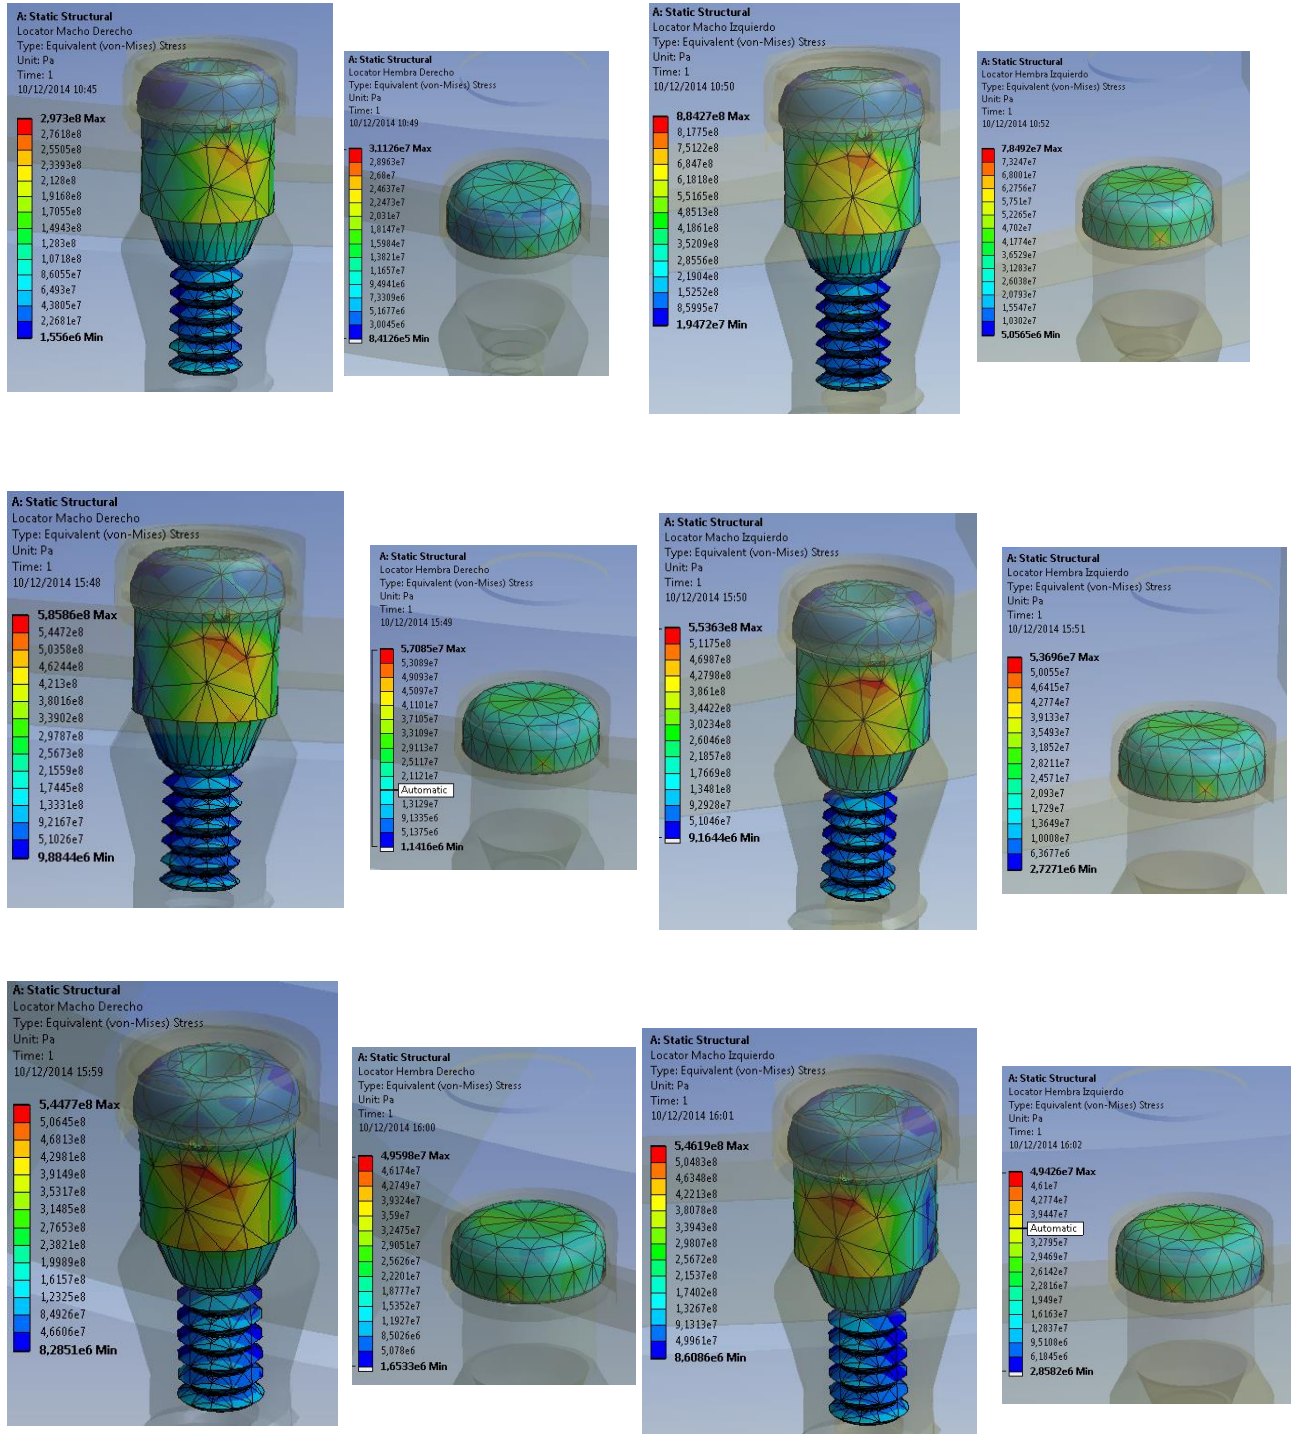 A: Static Structural
Locator Macho Derecho
Type: Equivalent (von-Mises) Stress
Unit: Pa
Time: 1
10/12/2014 10:45
2,973e8 Max
2,7618e8
2,5505e8
2,3393e8
2,128e8
1,9168e8
1,7055e8
1,4943e8
1,283e8
1,0718e8
8,6055e7
6,493e7
4,3805e7
2,2681e7
1,556e6 Min
A: Static Structural
Locator Hembra Derecho
Type: Equivalent (von-Mises) Stress
Unit: Pa
Time: 1
10/12/2014 10:49
3,1126e7 Max
2,8963e7
2,68e7
2,4637e7
2,2473e7
2,031e7
1,8147e7
1,5984e7
1,3821e7
1,1657e7
9,4941e6
7,3309e6
5,1677e6
3,0045e6
8,4126e5 Min
A: Static Structural
Locator Macho Izquierdo
Type: Equivalent (von-Mises) Stress
Unit: Pa
Time: 1
10/12/2014 10:50
8,8427e8 Max
8,1775e8
7,5122e8
6,847e8
6,1818e8
5,5165e8
4,8513e8
4,1861e8
3,5209e8
2,8556e8
2,1904e8
1,5252e8
8,5995e7
1,9472e7 Min
A: Static Structural
Locator Hembra Izquierdo
Type: Equivalent (von-Mises) Stress
Unit: Pa
Time: 1
10/12/2014 10:52
7,8492e7 Max
7,3247e7
6,8001e7
6,2756e7
5,751e7
5,2265e7
4,702e7
4,1774e7
3,6529e7
3,1283e7
2,6038e7
2,0793e7
1,5547e7
1,0302e7
5,0565e6 Min
A: Static Structural
Locator Macho Derecho
Type: Equivalent (von-Mises) Stress
Unit: Pa
Time: 1
10/12/2014 15:48
5,8586e8 Max
5,4472e8
5,0358e8
4,6244e8
4,213e8
3,8016e8
3,3902e8
2,9787e8
2,5673e8
2,1559e8
1,7445e8
1,3331e8
9,2167e7
5,1026e7
9,8844e6 Min
A: Static Structural
Locator Hembra Derecho
Type: Equivalent (von-Mises) Stress
Unit: Pa
Time: 1
10/12/2014 15:49
5,7085e7 Max
5,3089e7
4,9093e7
4,5097e7
4,1101e7
3,7105e7
3,3109e7
2,9113e7
2,5117e7
2,1121e7
Automatic
1,3129e7
9,1335e6
5,1375e6
1,1416e6 Min
A: Static Structural
Locator Macho Izquierdo
Type: Equivalent (von-Mises) Stress
Unit: Pa
Time: 1
10/12/2014 15:50
5,5363e8 Max
5,1175e8
4,6987e8
4,2798e8
3,861e8
3,4422e8
3,0234e8
2,6046e8
2,1857e8
1,7669e8
1,3481e8
9,2928e7
5,1046e7
9,1644e6 Min
A: Static Structural
Locator Hembra Izquierdo
Type: Equivalent (von-Mises) Stress
Unit: Pa
Time: 1
10/12/2014 15:51
5,3696e7 Max
5,0055e7
4,6415e7
4,2774e7
3,9133e7
3,5493e7
3,1852e7
2,8211e7
2,4571e7
2,093e7
1,729e7
1,3649e7
1,0008e7
6,3677e6
2,7271e6 Min
A: Static Structural
Locator Macho Derecho
Type: Equivalent (von-Mises) Stress
Unit: Pa
Time: 1
10/12/2014 15:59
5,4477e8 Max
5,0645e8
4,6813e8
4,2981e8
3,9149e8
3,5317e8
3,1485e8
2,7653e8
2,3821e8
1,9989e8
1,6157e8
1,2325e8
8,4926e7
4,6606e7
8,2851e6 Min
A: Static Structural
Locator Hembra Derecho
Type: Equivalent (von-Mises) Stress
Unit: Pa
Time: 1
10/12/2014 16:00
4,9598e7 Max
4,6174e7
4,2749e7
3,9324e7
3,59e7
3,2475e7
2,9051e7
2,5626e7
2,2201e7
1,8777e7
1,5352e7
1,1927e7
8,5026e6
5,078e6
1,6533e6 Min
A: Static Structural
Locator Macho Izquierdo
Type: Equivalent (von-Mises) Stress
Unit: Pa
Time: 1
10/12/2014 16:01
5,4619e8 Max
5,0483e8
4,6348e8
4,2213e8
3,8078e8
3,3943e8
2,9807e8
2,5672e8
2,1537e8
1,7402e8
1,3267e8
9,1313e7
4,9961e7
8,6086e6 Min
A: Static Structural
Locator Hembra Izquierdo
Type: Equivalent (von-Mises) Stress
Unit: Pa
Time: 1
10/12/2014 16:02
4,9426e7 Max
4,61e7
4,2774e7
3,9447e7
Automatic
3,2795e7
2,9469e7
2,6142e7
2,2816e7
1,949e7
1,6163e7
1,2837e7
9,5108e6
6,1845e6
2,8582e6 Min